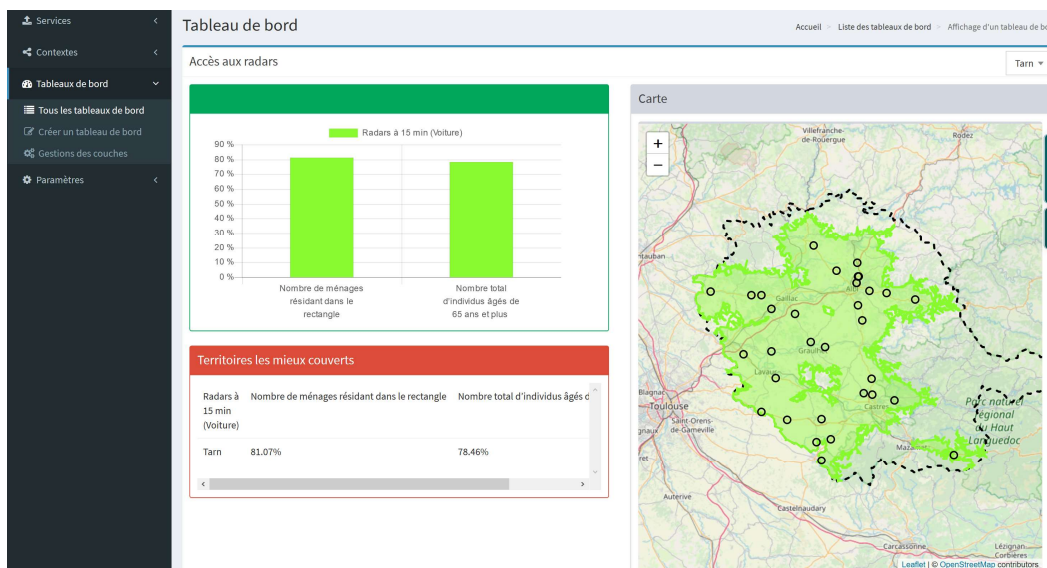 Services
Contextes
Tableaux de bord
Tous les tableaux de bord
Créer un tableau de bord
Gestions des couches
Paramètres
Tableau de bord
Accueil
Liste des tableaux de bord
Affichage d'un tableau de
Accès aux radars
Tarn
Radars à 15 min (Voiture)
90 %
80 %
70 %
60 %
50 %
40 %
30 %
20 %
10 %
0 %
Nombre de ménages
résidant dans le
rectangle
Nombre total
d'individus âgés de
65 ans et plus
Territoires les mieux couverts
Radars à
15 min
(Voiture)
Nombre de ménages résidant dans le rectangle
Nombre total d'individus âgés d
Tarn 81.07% 78.46%
Carte
+
−
Villefranche-
de-Rouergue
Rodez
ntauban
Albi
Gaillac
Graulhet
Lavaur
Blagnac
Toulouse
Saint-Orens-
de-Gameville
gnaux
Castres
Parc naturel
régional
du Haut
Languedoc
Mazamet
ret
Auterive
Castelnaudary
Carcassonne
Lézignan-
Corbières
Leaflet | © OpenStreetMap contributors